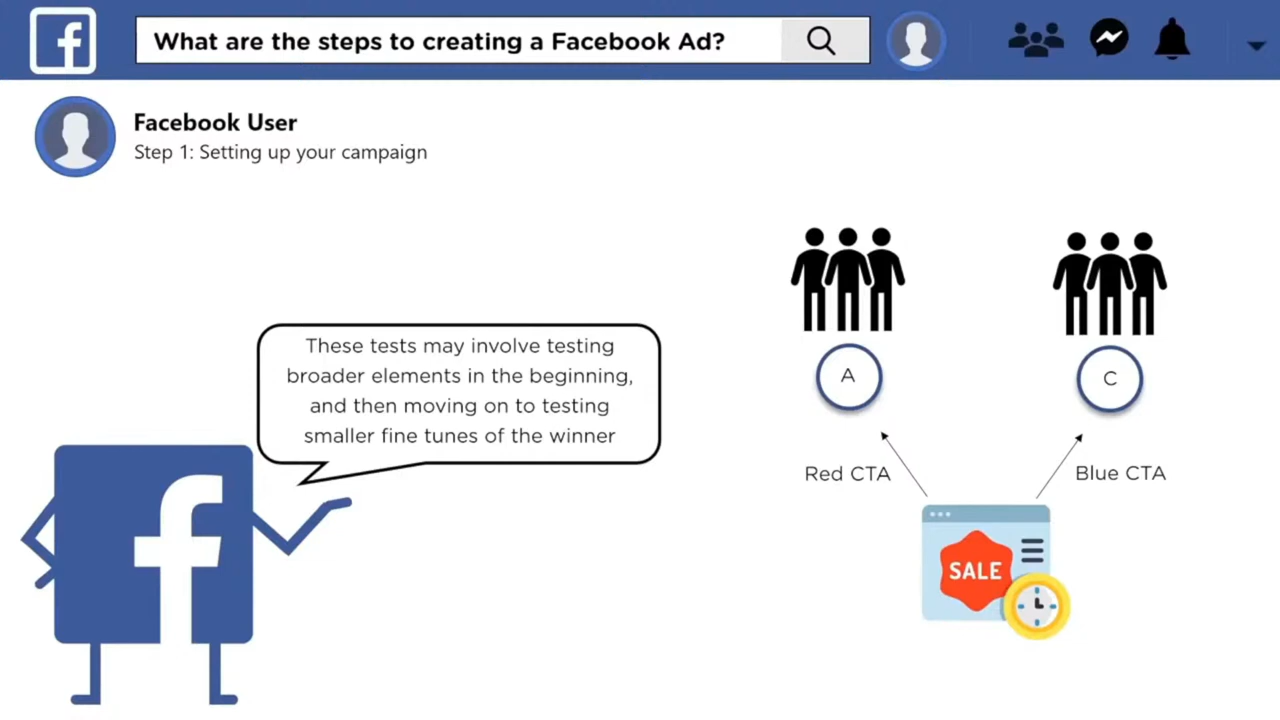 What are the steps to creating a Facebook Ad?
Facebook User
Step 1: Setting up your campaign
These tests may involve testing
broader elements in the beginning,
and then moving on to testing
smaller fine tunes of the winner
A
C
Red CTA
Blue CTA
SALE